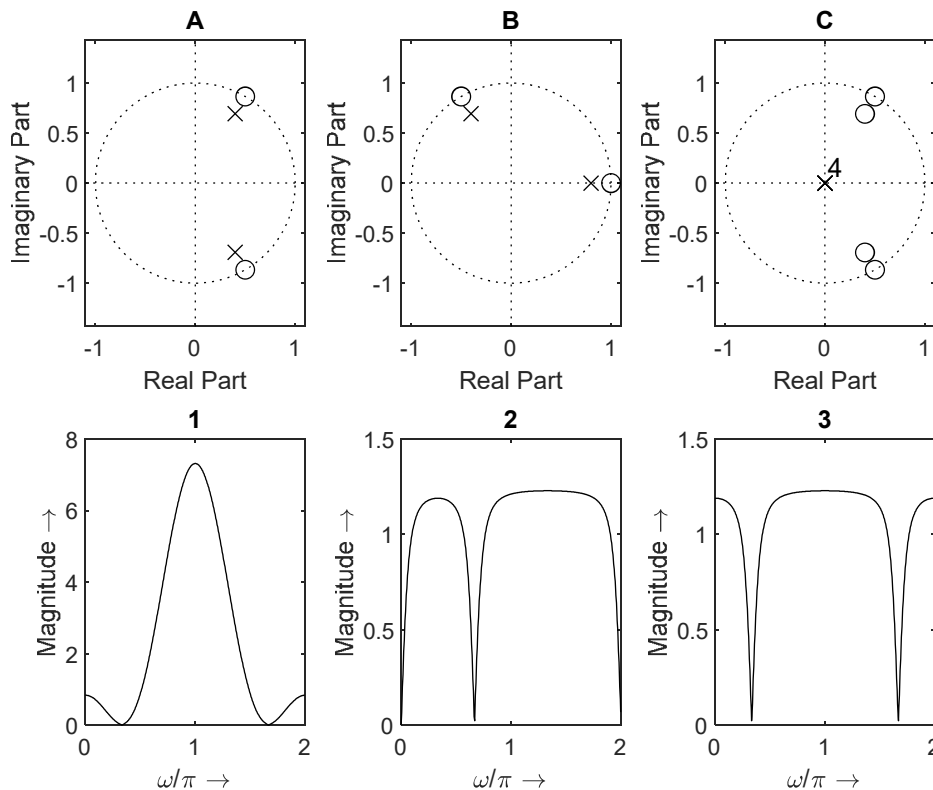 A
Imaginary Part
1
0.5
0
-0.5
-1
-1 0 1
Real Part
B
Imaginary Part
1
0.5
0
-0.5
-1
-1 0 1
Real Part
C
Imaginary Part
1
0.5
0
-0.5
-1
4
-1 0 1
Real Part
1
Magnitude →
8
6
4
2
0
0 1 2
ω/π →
2
Magnitude →
1.5
1
0.5
0
0 1 2
ω/π →
3
Magnitude →
1.5
1
0.5
0
0 1 2
ω/π →